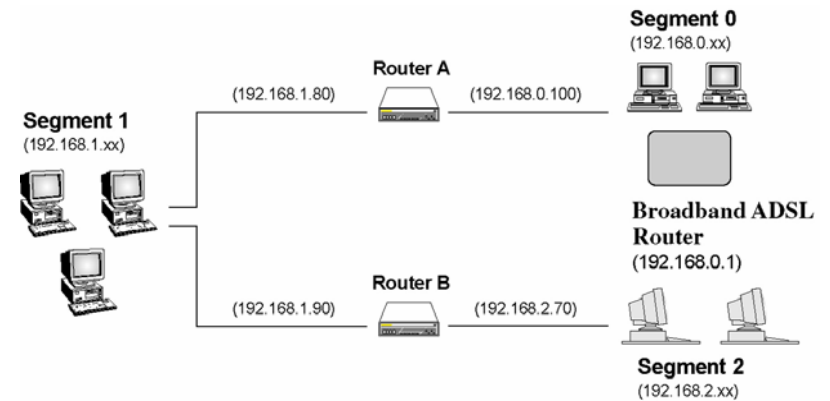 Segment 0
(192.168.0.xx)
Router A
(192.168.1.80)
(192.168.0.100)
Segment 1
(192.168.1.xx)
Broadband ADSL
Router
(192.168.0.1)
Router B
(192.168.1.90)
(192.168.2.70)
Segment 2
(192.168.2.xx)